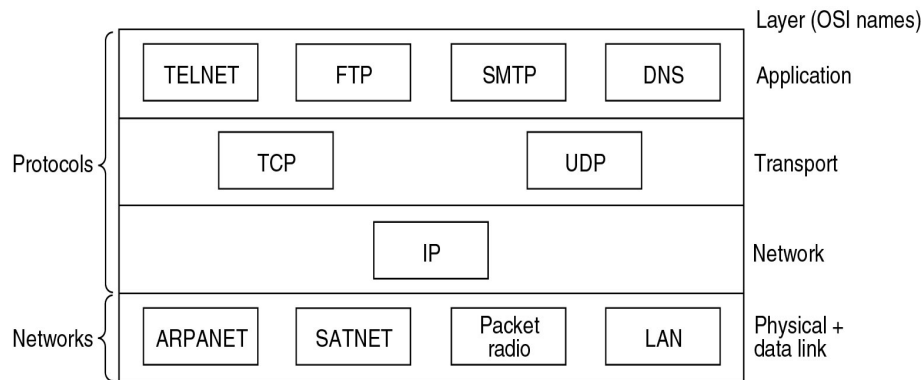 Layer (OSI names)
TELNET FTP SMTP DNS Application
Protocols TCP UDP Transport
IP Network
Networks ARPANET SATNET Packet radio LAN Physical + data link